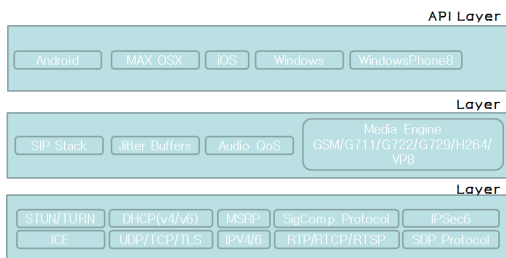 API Layer
Android MAX OSX iOS Windows WindowsPhone8
Layer
SIP Stack Jitter Buffers Audio QoS
Media Engine
GSM/G711/G722/G729/H264/
VP8
Layer
STUN/TURN DHCP(v4/v6) MSRP SigComp Protocol IPSec6
ICE UDP/TCP/TLS IPV4/6 RTP/RTCP/RTSP SDP Protocol